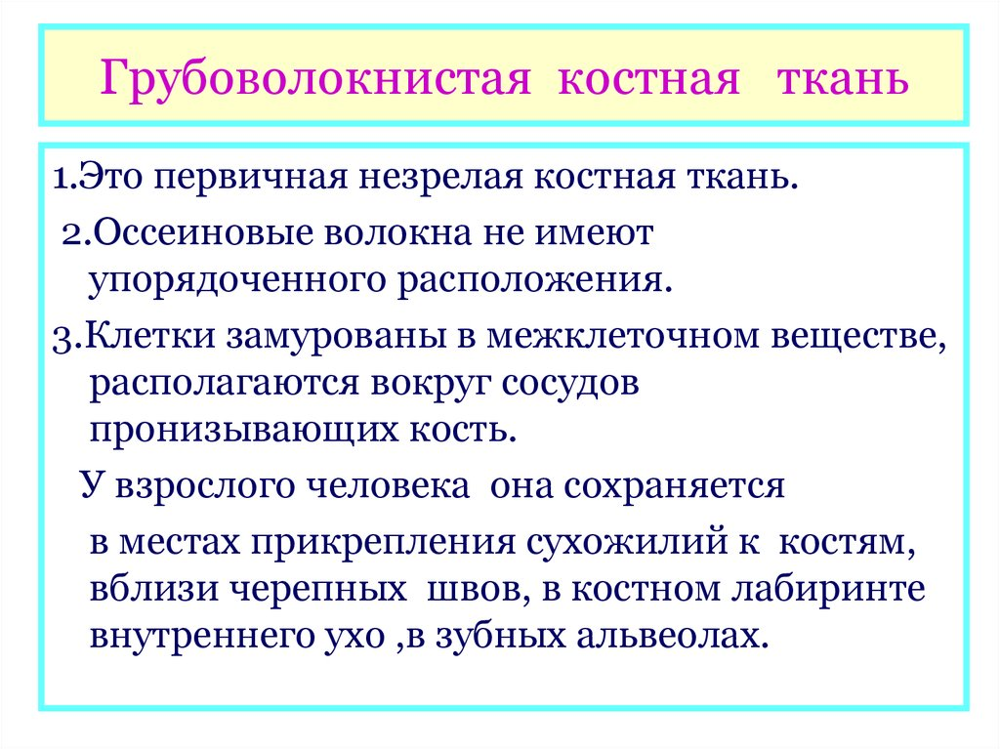 Грубоволокнистая костная ткань
1.Это первичная незрелая костная ткань.
2.Оссеиновые волокна не имеют
упорядоченного расположения.
3.Клетки замурованы в межклеточном веществе,
располагаются вокруг сосудов
пронизывающих кость.
У взрослого человека она сохраняется
в местах прикрепления сухожилий к костям,
вблизи черепных швов, в костном лабиринте
внутреннего ухо ,в зубных альвеолах.